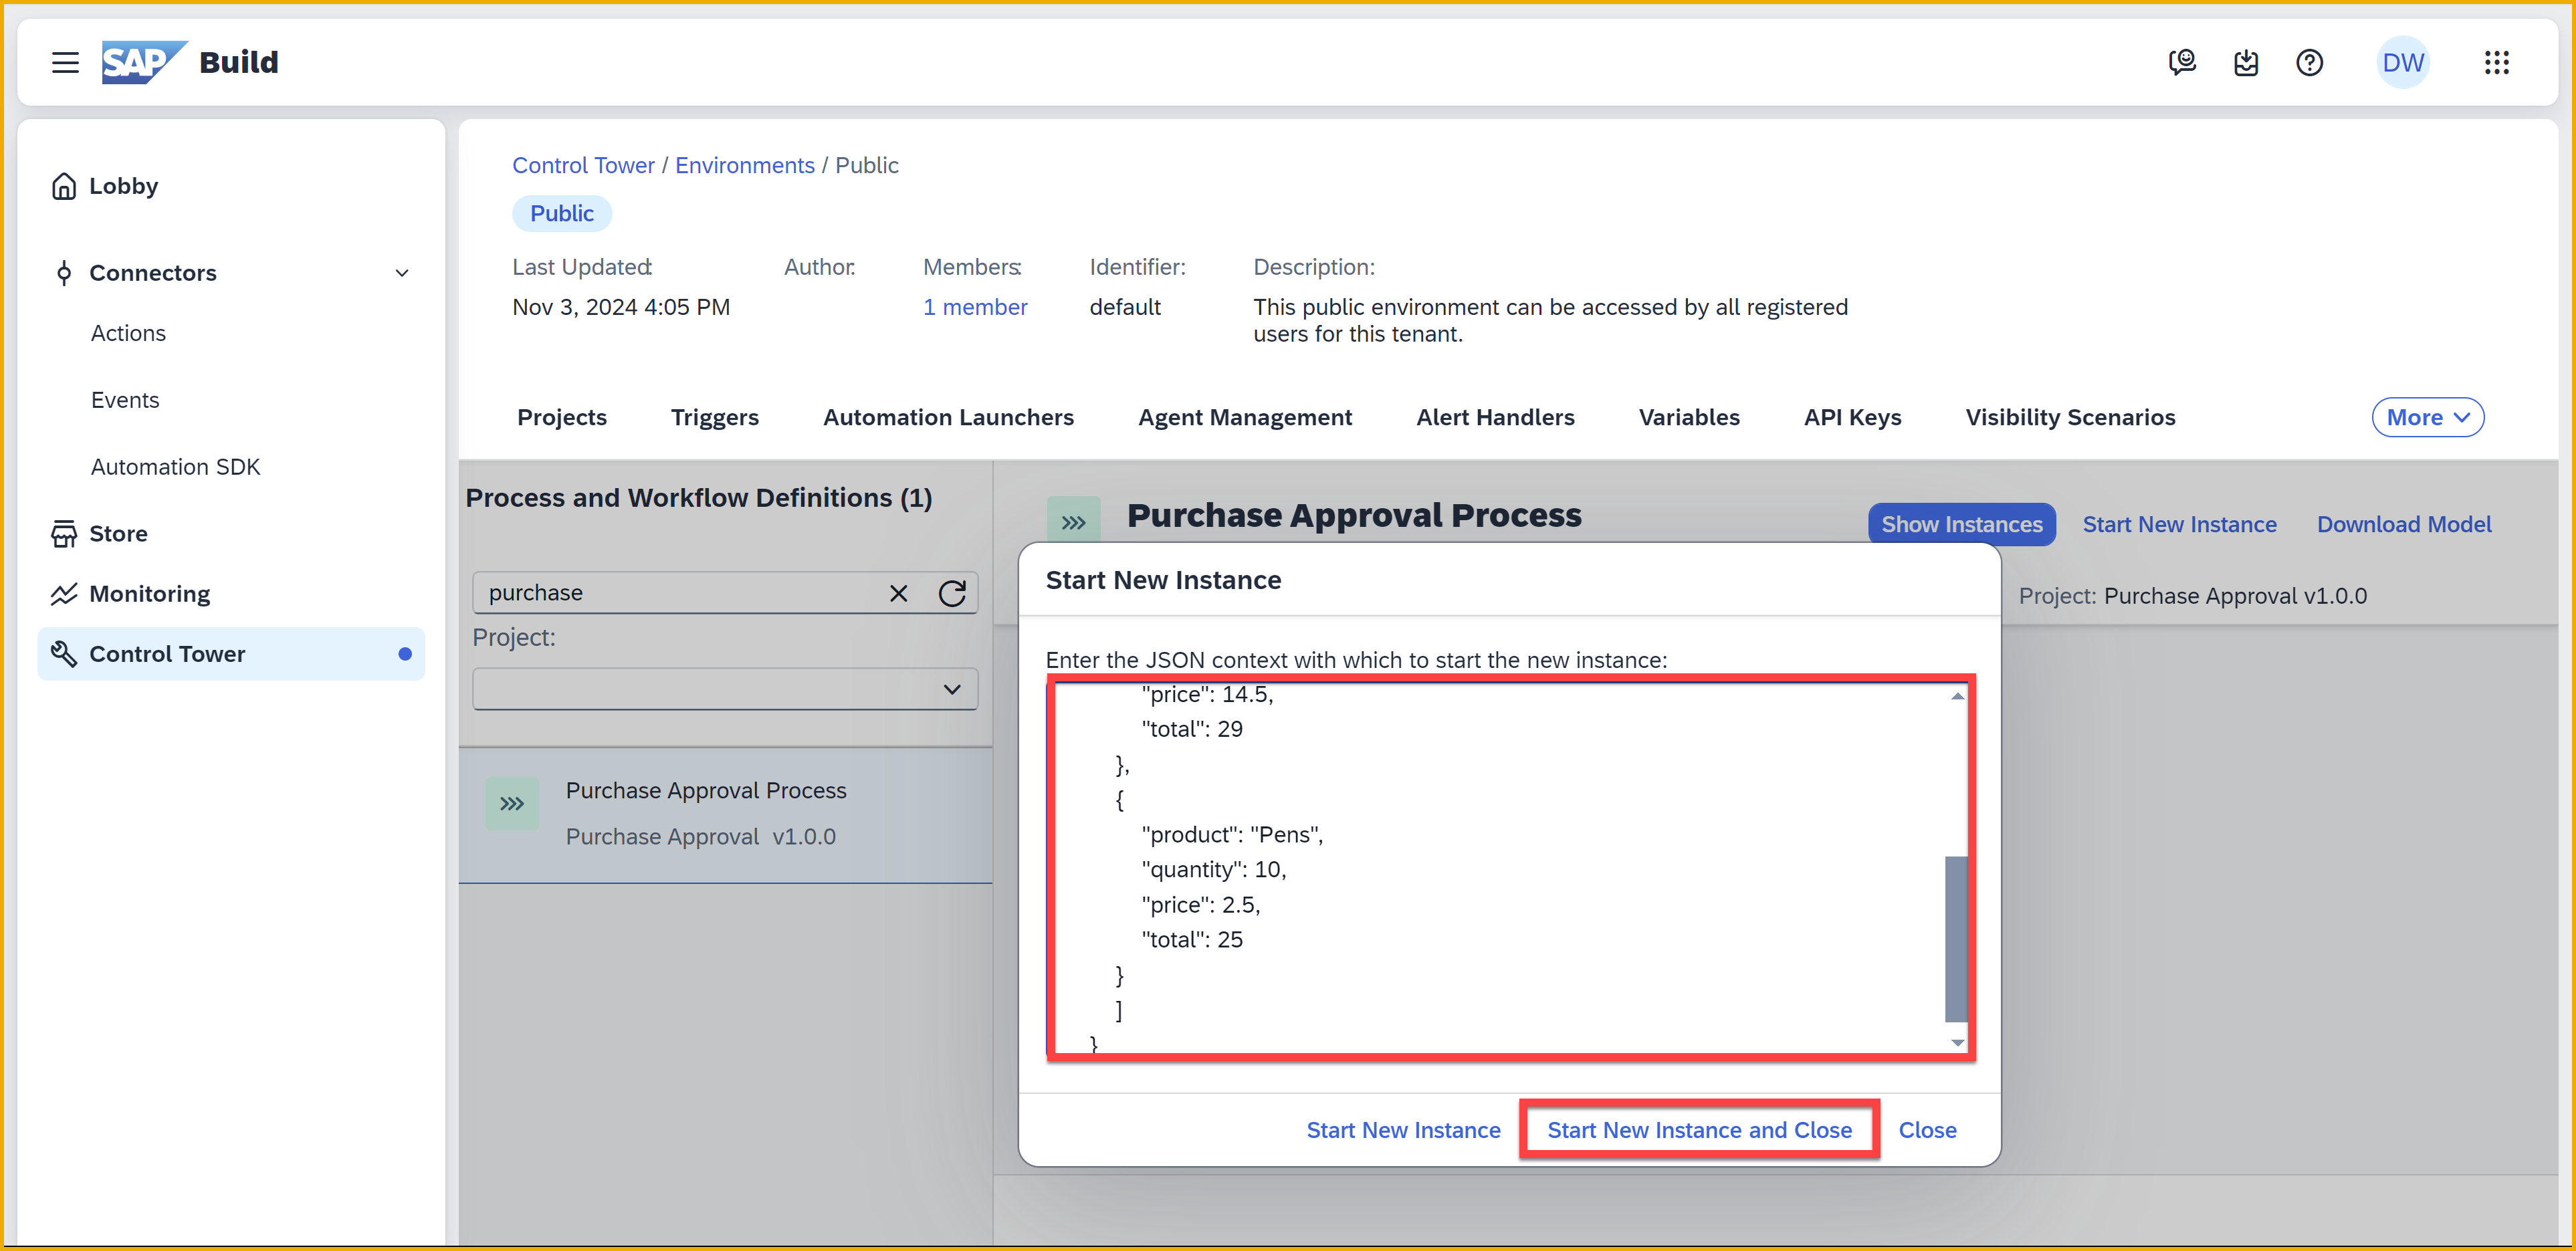 SAP Build
DW
Lobby
Connectors
Actions
Events
Automation SDK
Store
Monitoring
Control Tower
Control Tower / Environments / Public
Public
Last Updated: Author: Members: Identifier: Description:
Nov 3, 2024 4:05 PM 1 member default This public environment can be accessed by all registered
users for this tenant.
Projects Triggers Automation Launchers Agent Management Alert Handlers Variables API Keys Visibility Scenarios More
Process and Workflow Definitions (1)
purchase
Project:
Purchase Approval Process
Purchase Approval v1.0.0
Purchase Approval Process
Show Instances Start New Instance Download Model
Project: Purchase Approval v1.0.0
Start New Instance
Enter the JSON context with which to start the new instance:
"price": 14.5,
"total": 29
},
{
"product": "Pens",
"quantity": 10,
"price": 2.5,
"total": 25
}
]
}
Start New Instance Start New Instance and Close Close